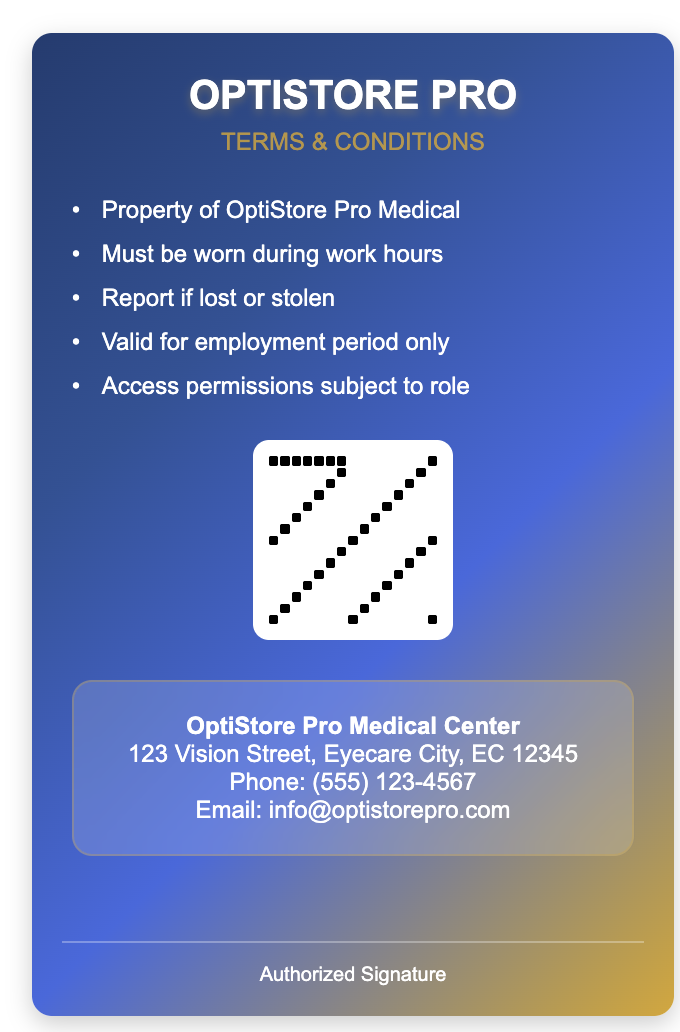 OPTISTORE PRO
TERMS & CONDITIONS
• Property of OptiStore Pro Medical
• Must be worn during work hours
• Report if lost or stolen
• Valid for employment period only
• Access permissions subject to role
OptiStore Pro Medical Center
123 Vision Street, Eyecare City, EC 12345
Phone: (555) 123-4567
Email: info@optistorepro.com
Authorized Signature